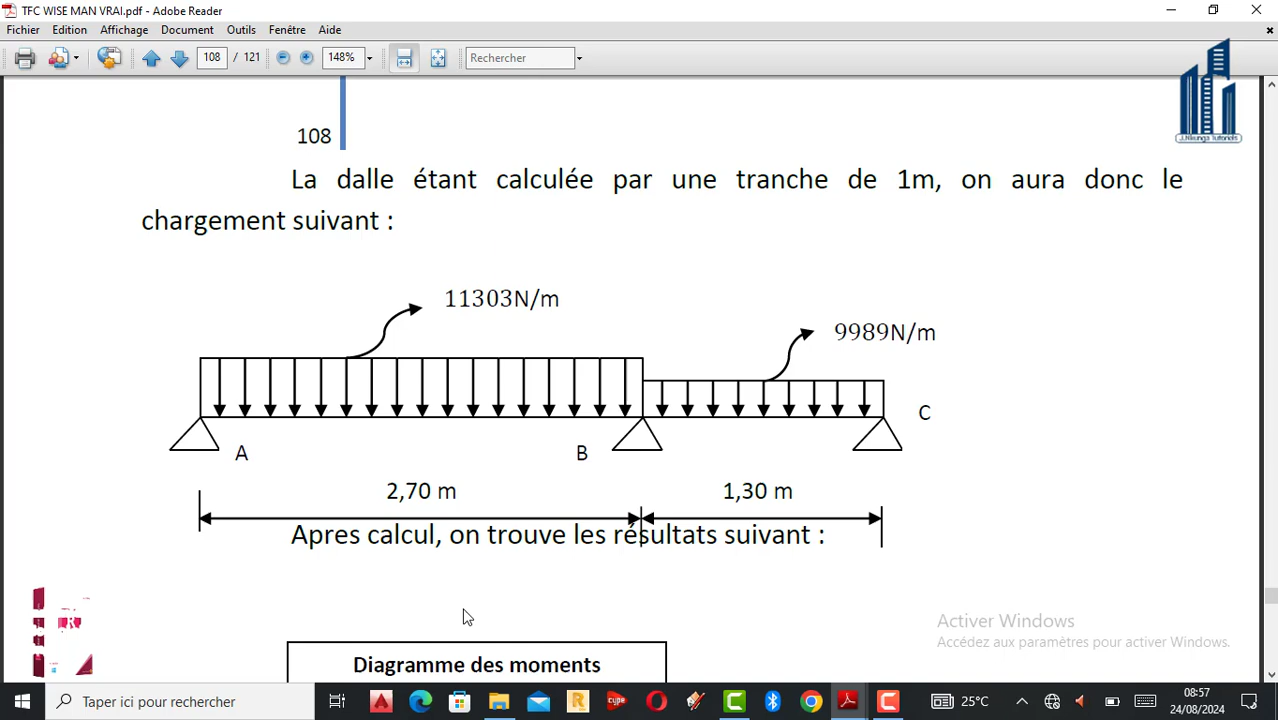 TFC WISE MAN VRAI.pdf - Adobe Reader
Fichier Edition Affichage Document Outils Fenêtre Aide
108 / 121 148% Rechercher
J.Nkunga Tutoriels
108
La dalle étant calculée par une tranche de 1m, on aura donc le
chargement suivant :
11303N/m
9989N/m
C
A
B
2,70 m
1,30 m
Apres calcul, on trouve les résultats suivant :
R
Activer Windows
Accédez aux paramètres pour activer Windows.
Diagramme des moments
Taper ici pour rechercher
25°C
08:57
24/08/2024